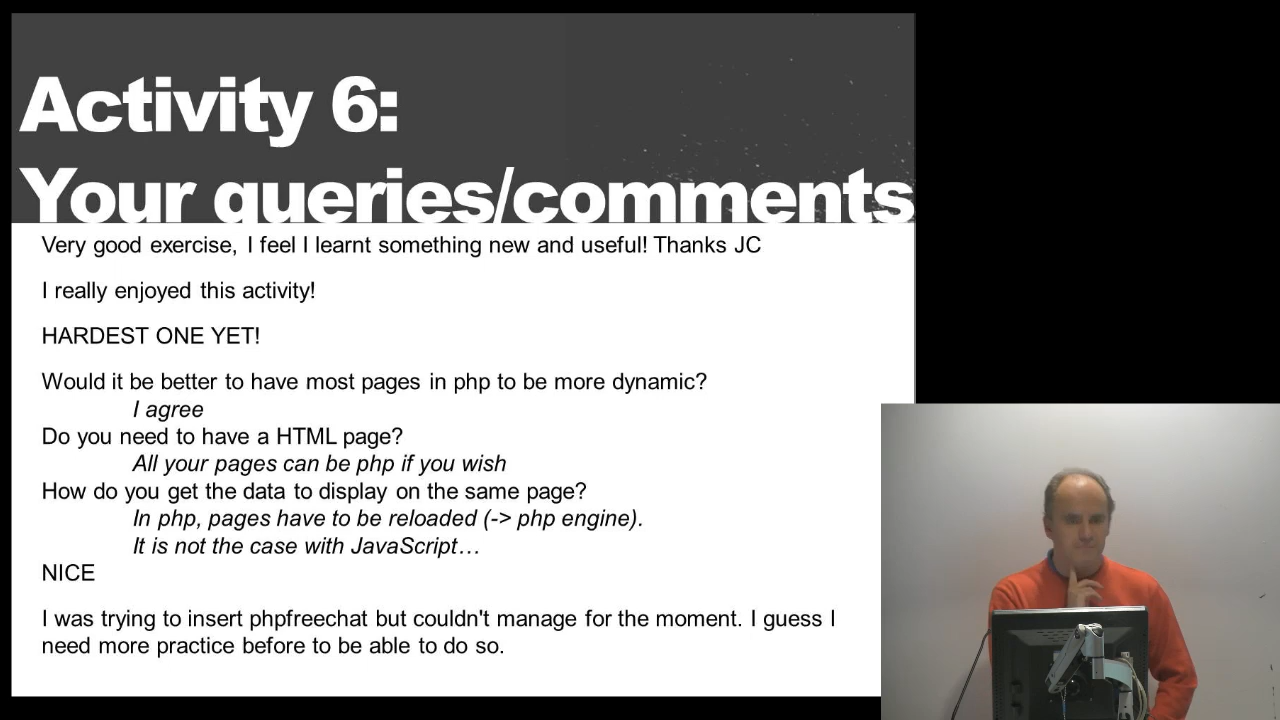 Activity 6:
Your queries/comments
Very good exercise, I feel I learnt something new and useful! Thanks JC
I really enjoyed this activity!
HARDEST ONE YET!
Would it be better to have most pages in php to be more dynamic?
I agree
Do you need to have a HTML page?
All your pages can be php if you wish
How do you get the data to display on the same page?
In php, pages have to be reloaded (-> php engine).
It is not the case with JavaScript…
NICE
I was trying to insert phpfreechat but couldn't manage for the moment. I guess I
need more practice before to be able to do so.